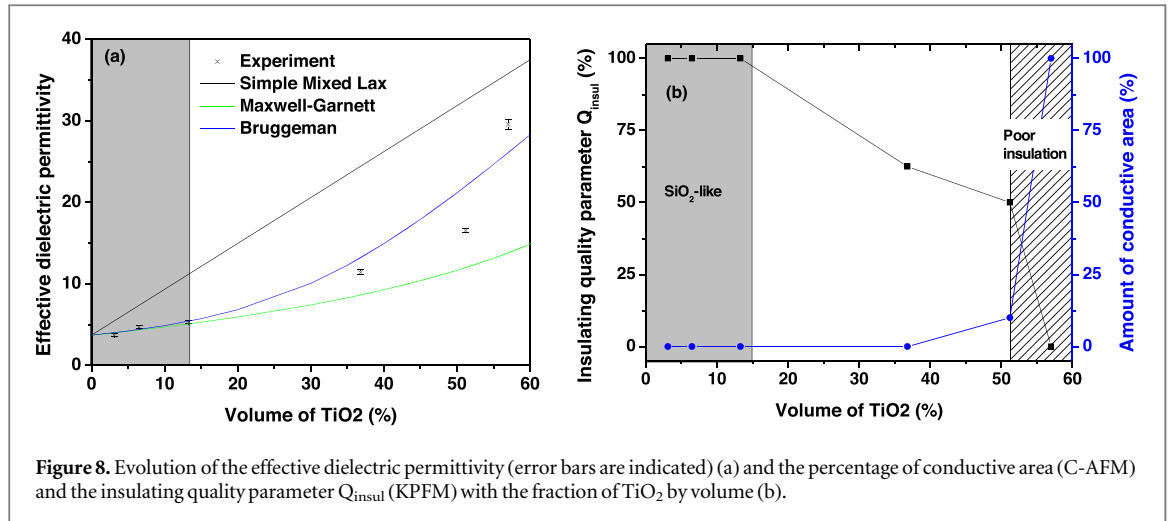 (a)
Experiment
Simple Mixed Lax
Maxwell-Garnett
Bruggeman
40
30
20
10
0
Effective dielectric permittivity
0 10 20 30 40 50 60
Volume of TiO2 (%)
(b)
SiO₂-like
Poor
insulation
100
75
50
25
0
Insulating quality parameter Q_insul (%)
100
75
50
25
0
Amount of conductive area (%)
0 10 20 30 40 50 60
Volume of TiO2 (%)
Figure 8. Evolution of the effective dielectric permittivity (error bars are indicated) (a) and the percentage of conductive area (C-AFM)
and the insulating quality parameter Q_insul (KPFM) with the fraction of TiO₂ by volume (b).